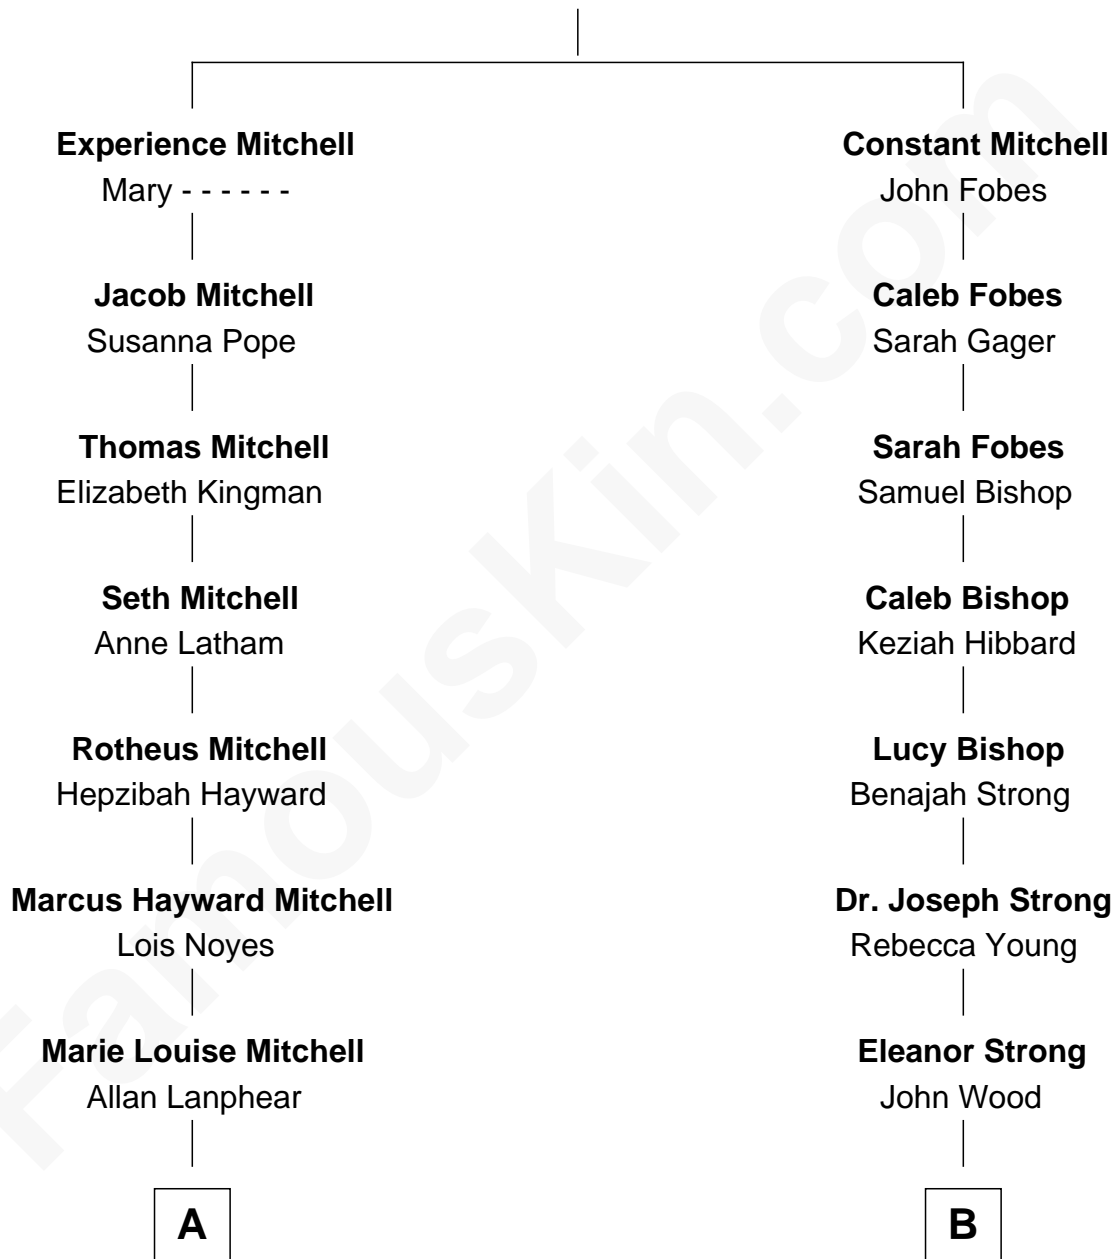 Experience Mitchell
Mary - - - - - -
Constant Mitchell
John Fobes
Jacob Mitchell
Susanna Pope
Caleb Fobes
Sarah Gager
Thomas Mitchell
Elizabeth Kingman
Sarah Fobes
Samuel Bishop
Seth Mitchell
Anne Latham
Caleb Bishop
Keziah Hibbard
Rotheus Mitchell
Hepzibah Hayward
Lucy Bishop
Benajah Strong
Marcus Hayward Mitchell
Lois Noyes
Dr. Joseph Strong
Rebecca Young
Marie Louise Mitchell
Allan Lanphear
Eleanor Strong
John Wood
A
B
FamousKin.com